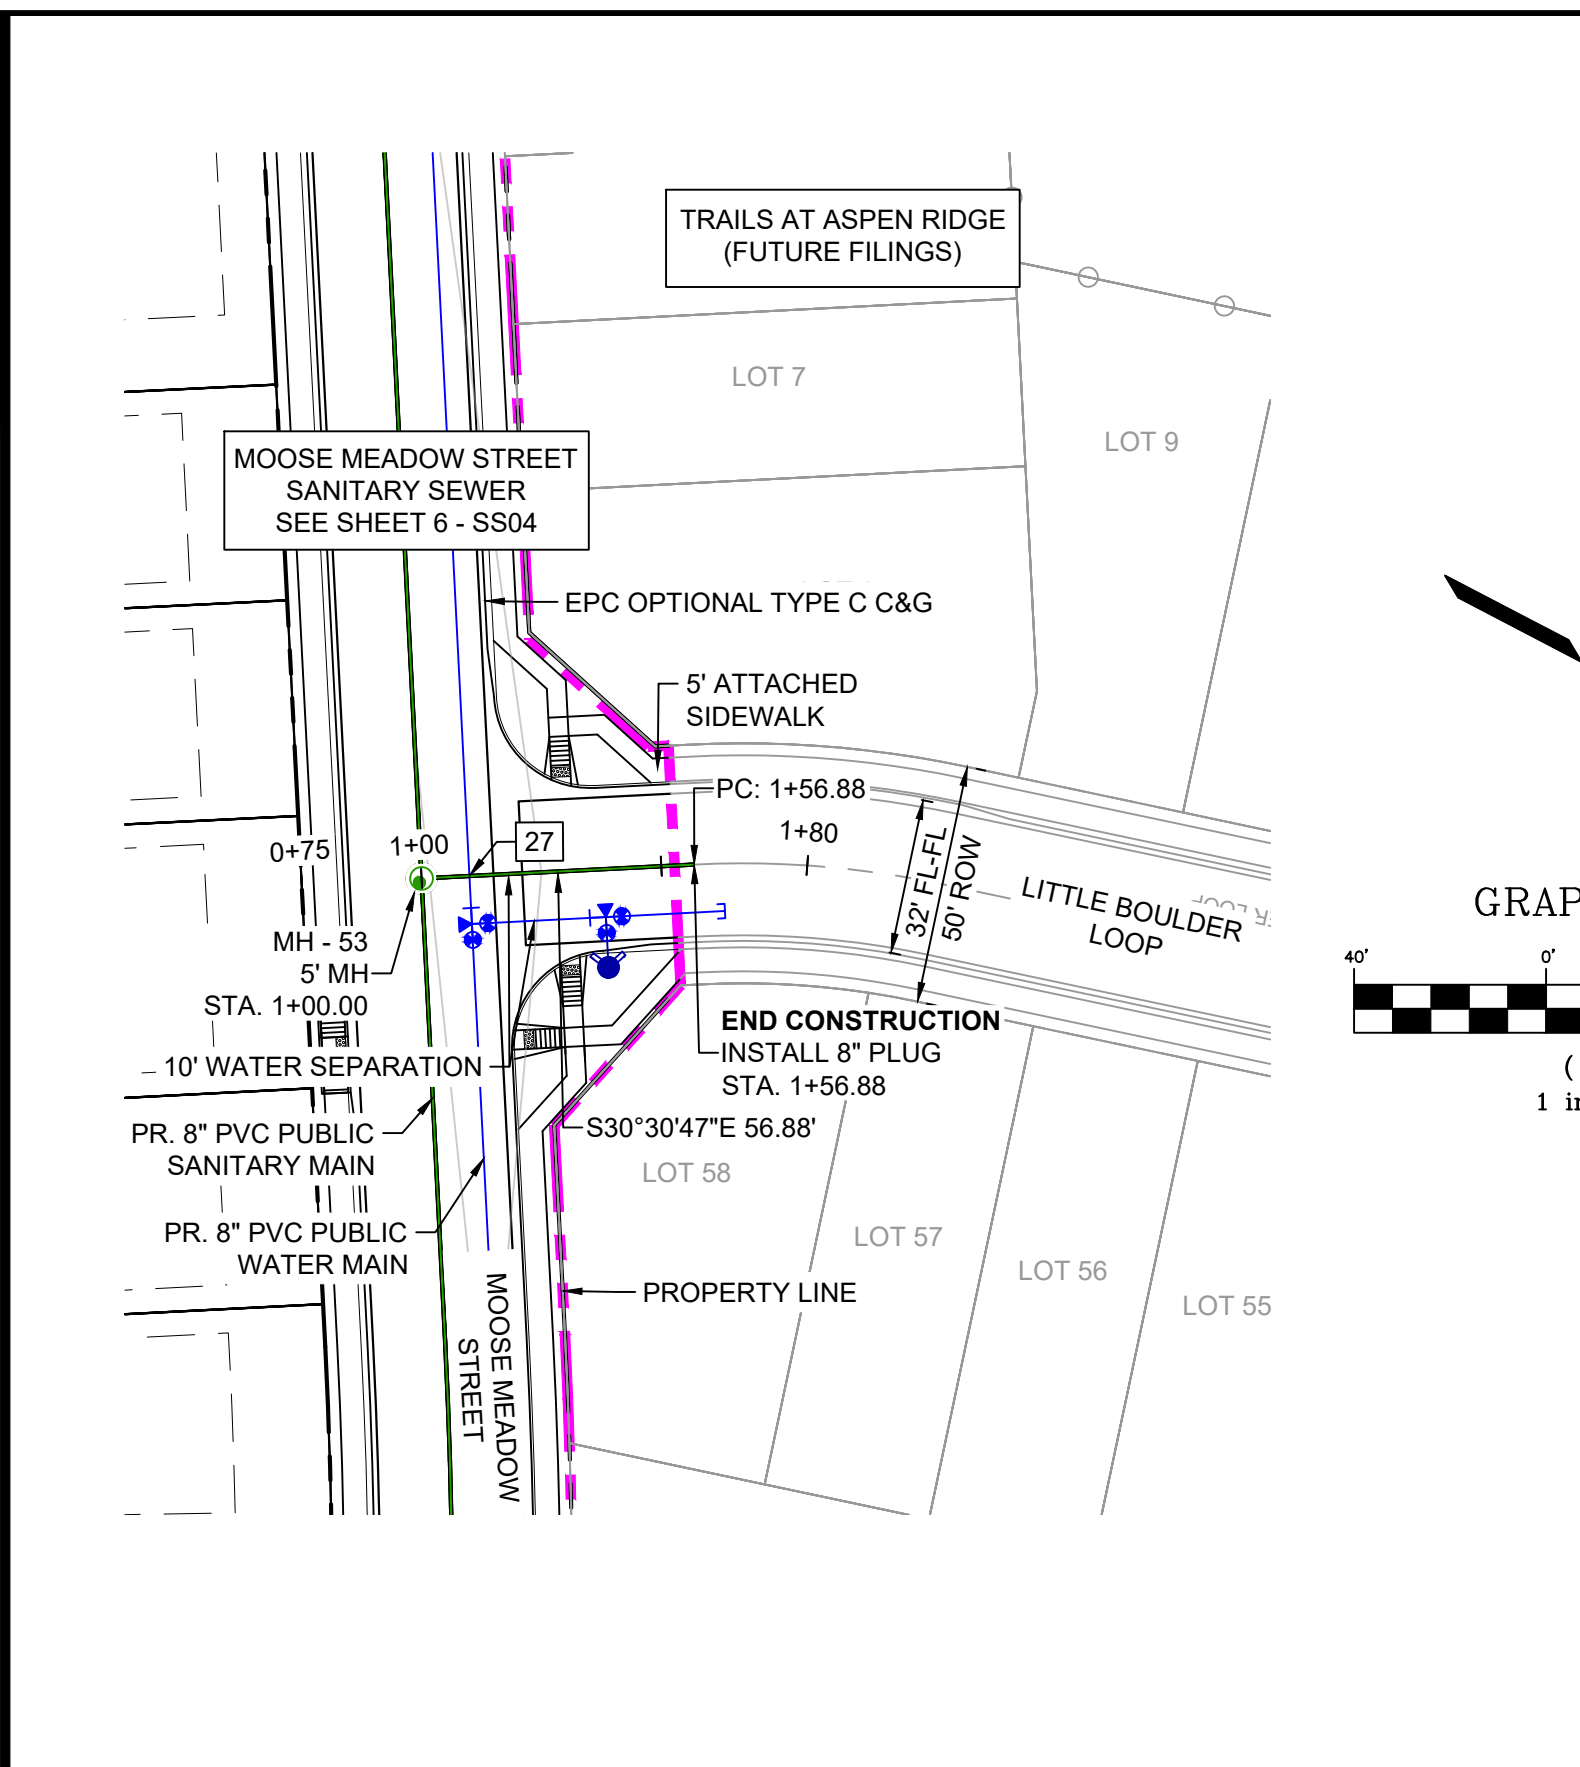 TRAILS AT ASPEN RIDGE
(FUTURE FILINGS)
LOT 7
LOT 9
MOOSE MEADOW STREET
SANITARY SEWER
SEE SHEET 6 - SS04
EPC OPTIONAL TYPE C C&G
5' ATTACHED
SIDEWALK
PC: 1+56.88
1+80
0+75
1+00
27
32' FL-FL
50' ROW
LITTLE BOULDER
LOOP
GRAP
40'
0'
(
1 in
MH - 53
5' MH
STA. 1+00.00
10' WATER SEPARATION
END CONSTRUCTION
INSTALL 8" PLUG
STA. 1+56.88
S30°30'47"E 56.88'
PR. 8" PVC PUBLIC
SANITARY MAIN
PR. 8" PVC PUBLIC
WATER MAIN
LOT 58
LOT 57
LOT 56
LOT 55
PROPERTY LINE
MOOSE MEADOW
STREET